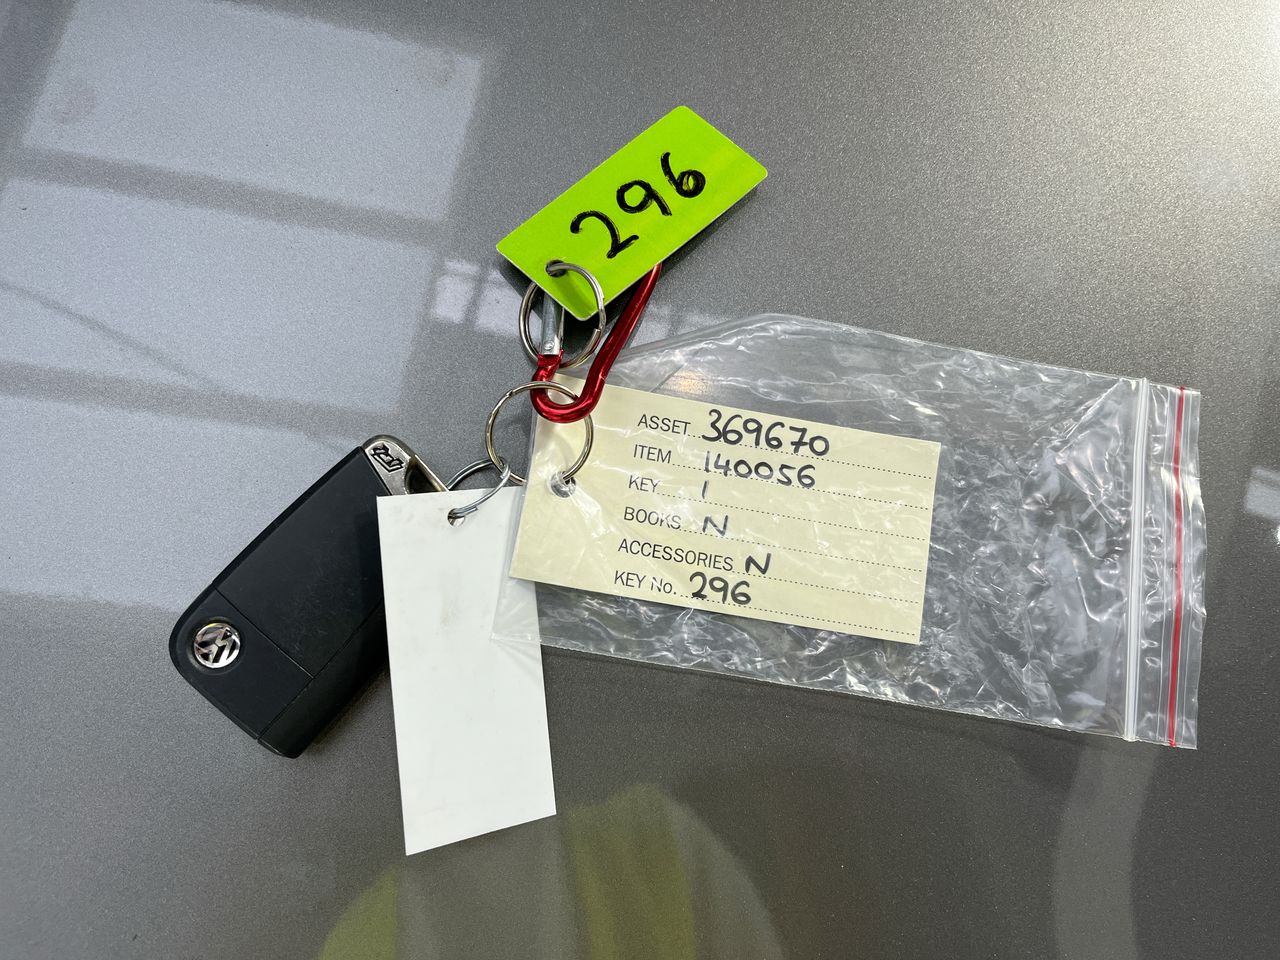 296
ASSET 369670
ITEM 140056
KEY 1
BOOKS N
ACCESSORIES N
KEY No. 296